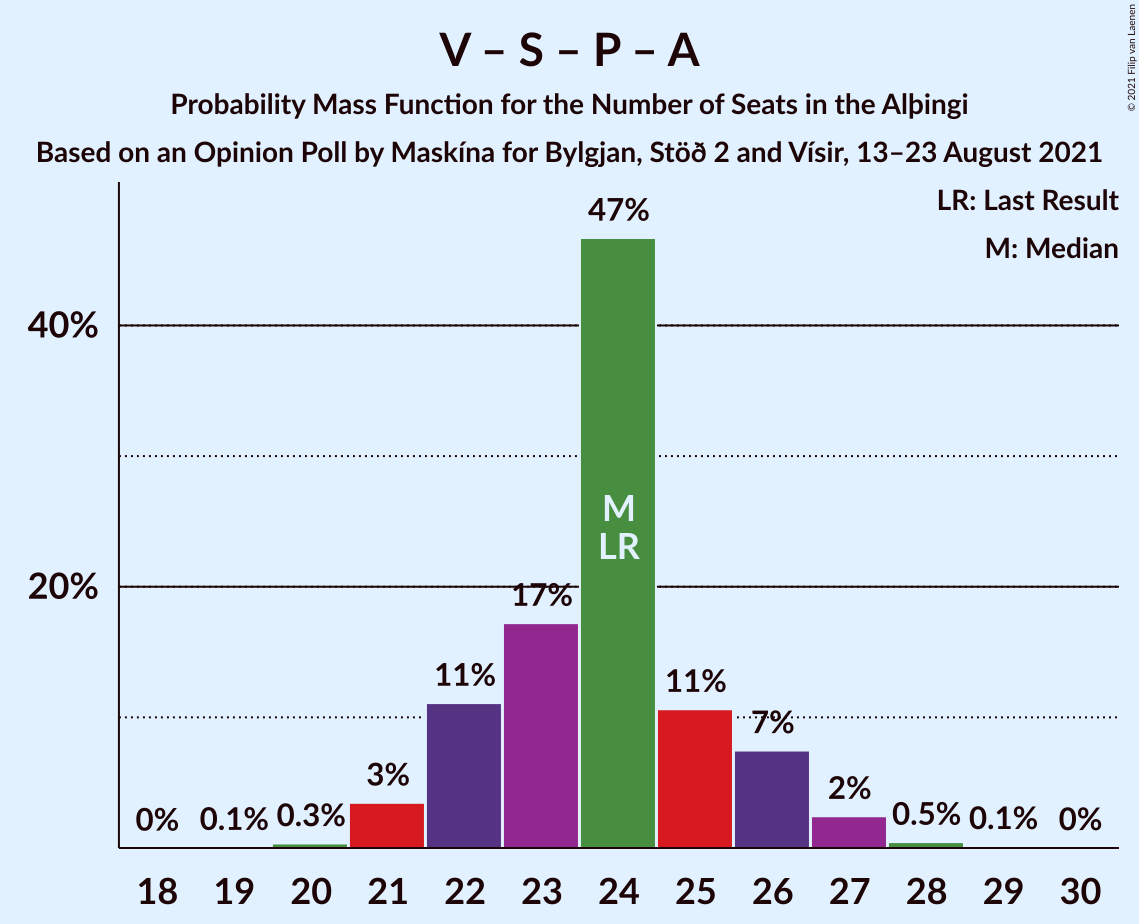 V – S – P – A
Probability Mass Function for the Number of Seats in the Alþingi
Based on an Opinion Poll by Maskína for Bylgjan, Stöð 2 and Vísir, 13–23 August 2021
© 2021 Filip van Laenen
LR: Last Result
M: Median
40%
20%
0%
0.1%
0.3%
3%
11%
17%
47%
11%
7%
2%
0.5%
0.1%
0%
M
LR
18 19 20 21 22 23 24 25 26 27 28 29 30